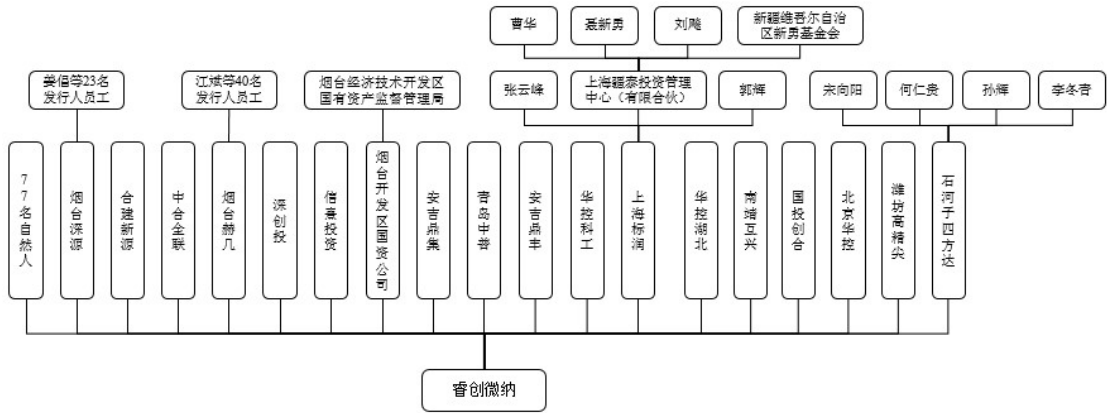 曹华
聂新勇
刘飚
新疆维吾尔自治
区新勇基金会
姜倡等23名
发行人员工
江斌等40名
发行人员工
烟台经济技术开发区
国有资产监督管理局
张云峰
上海疆泰投资管理
中心（有限合伙）
郭辉
宋向阳
何仁贵
孙辉
李冬青
77名自然人
烟台深源
合建新源
中合全联
烟台赫几
深创投
信熹投资
烟台开发区国资公司
安吉鼎集
青岛中普
安吉鼎丰
华控科工
上海标润
华控湖北
南靖互兴
国投创合
北京华控
潍坊高精尖
石河子四方达
睿创微纳